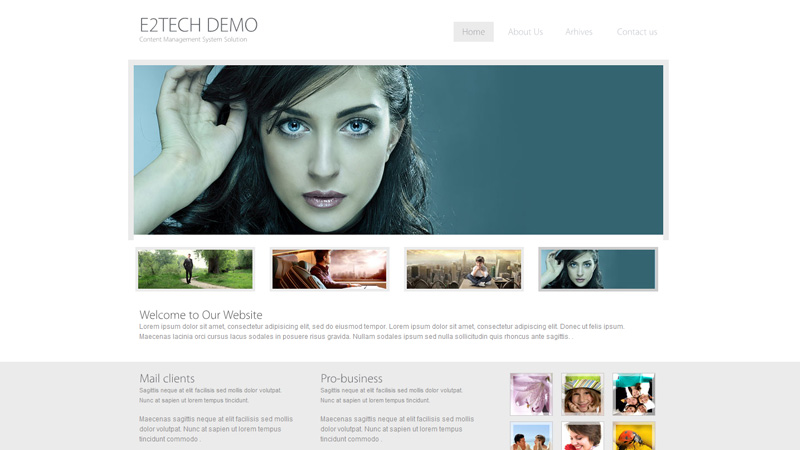 E2TECH DEMO
Content Management System Solution
Home
About Us
Arhives
Contact us
Welcome to Our Website
Lorem ipsum dolor sit amet, consectetur adipisicing elit, sed do eiusmod tempor. Lorem ipsum dolor sit amet, consectetur adipisicing elit. Donec ut felis ipsum.
Maecenas lacinia orci cursus lacus sodales in posuere risus gravida. Nullam sodales ipsum sed nulla sollicitudin quis rhoncus ante sagittis. .
Mail clients
Sagittis neque at elit facilisis sed mollis dolor volutpat.
Nunc at sapien ut lorem tempus tincidunt.
Maecenas sagittis neque at elit facilisis sed mollis
dolor volutpat. Nunc at sapien ut lorem tempus
tincidunt commodo .
Pro-business
Sagittis neque at elit facilisis sed mollis dolor volutpat.
Nunc at sapien ut lorem tempus tincidunt.
Maecenas sagittis neque at elit facilisis sed mollis
dolor volutpat. Nunc at sapien ut lorem tempus
tincidunt commodo .